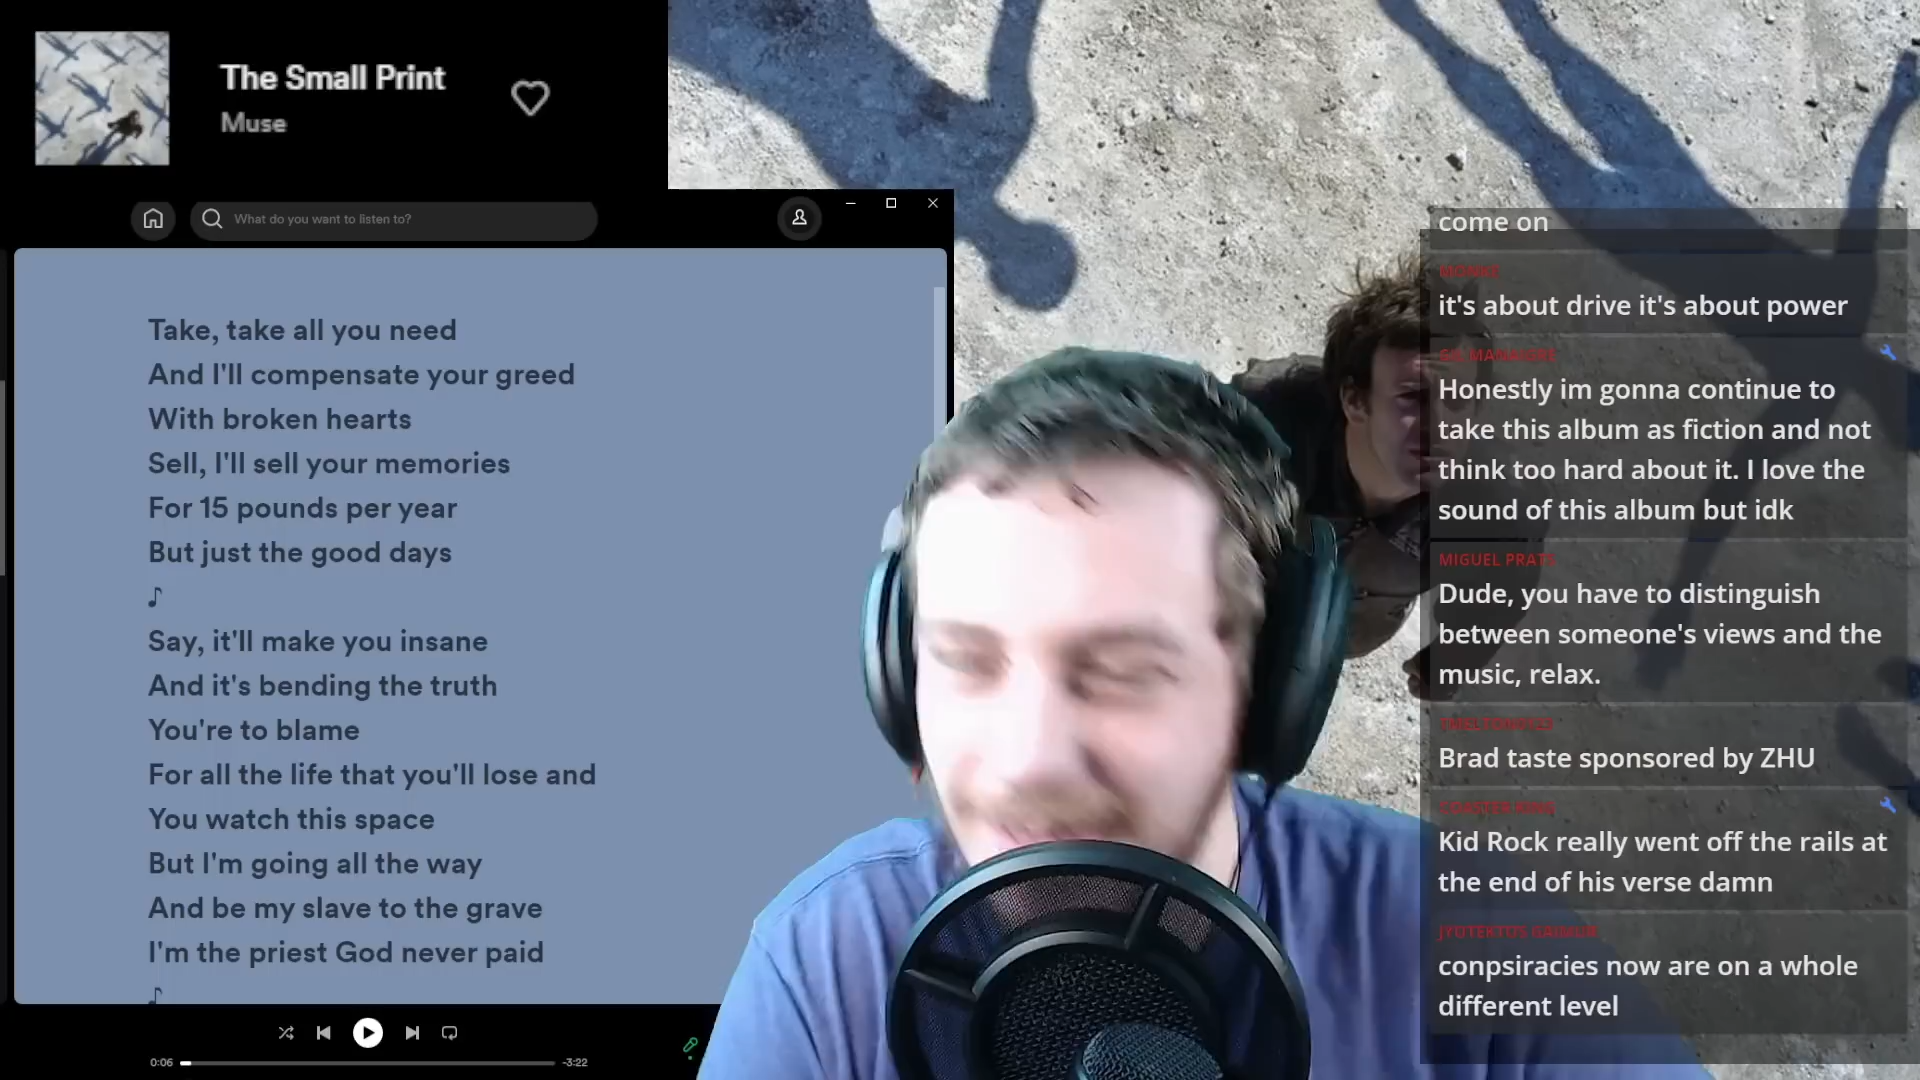 The Small Print
Muse
What do you want to listen to?
Take, take all you need
And I'll compensate your greed
With broken hearts
Sell, I'll sell your memories
For 15 pounds per year
But just the good days
♪
Say, it'll make you insane
And it's bending the truth
You're to blame
For all the life that you'll lose and
You watch this space
But I'm going all the way
And be my slave to the grave
I'm the priest God never paid
♪
0:06
-3:22
come on
it's about drive it's about power
Honestly im gonna continue to
take this album as fiction and not
think too hard about it. I love the
sound of this album but idk
MIGUEL PRATS
Dude, you have to distinguish
between someone's views and the
music, relax.
Brad taste sponsored by ZHU
Kid Rock really went off the rails at
the end of his verse damn
conpsiracies now are on a whole
different level